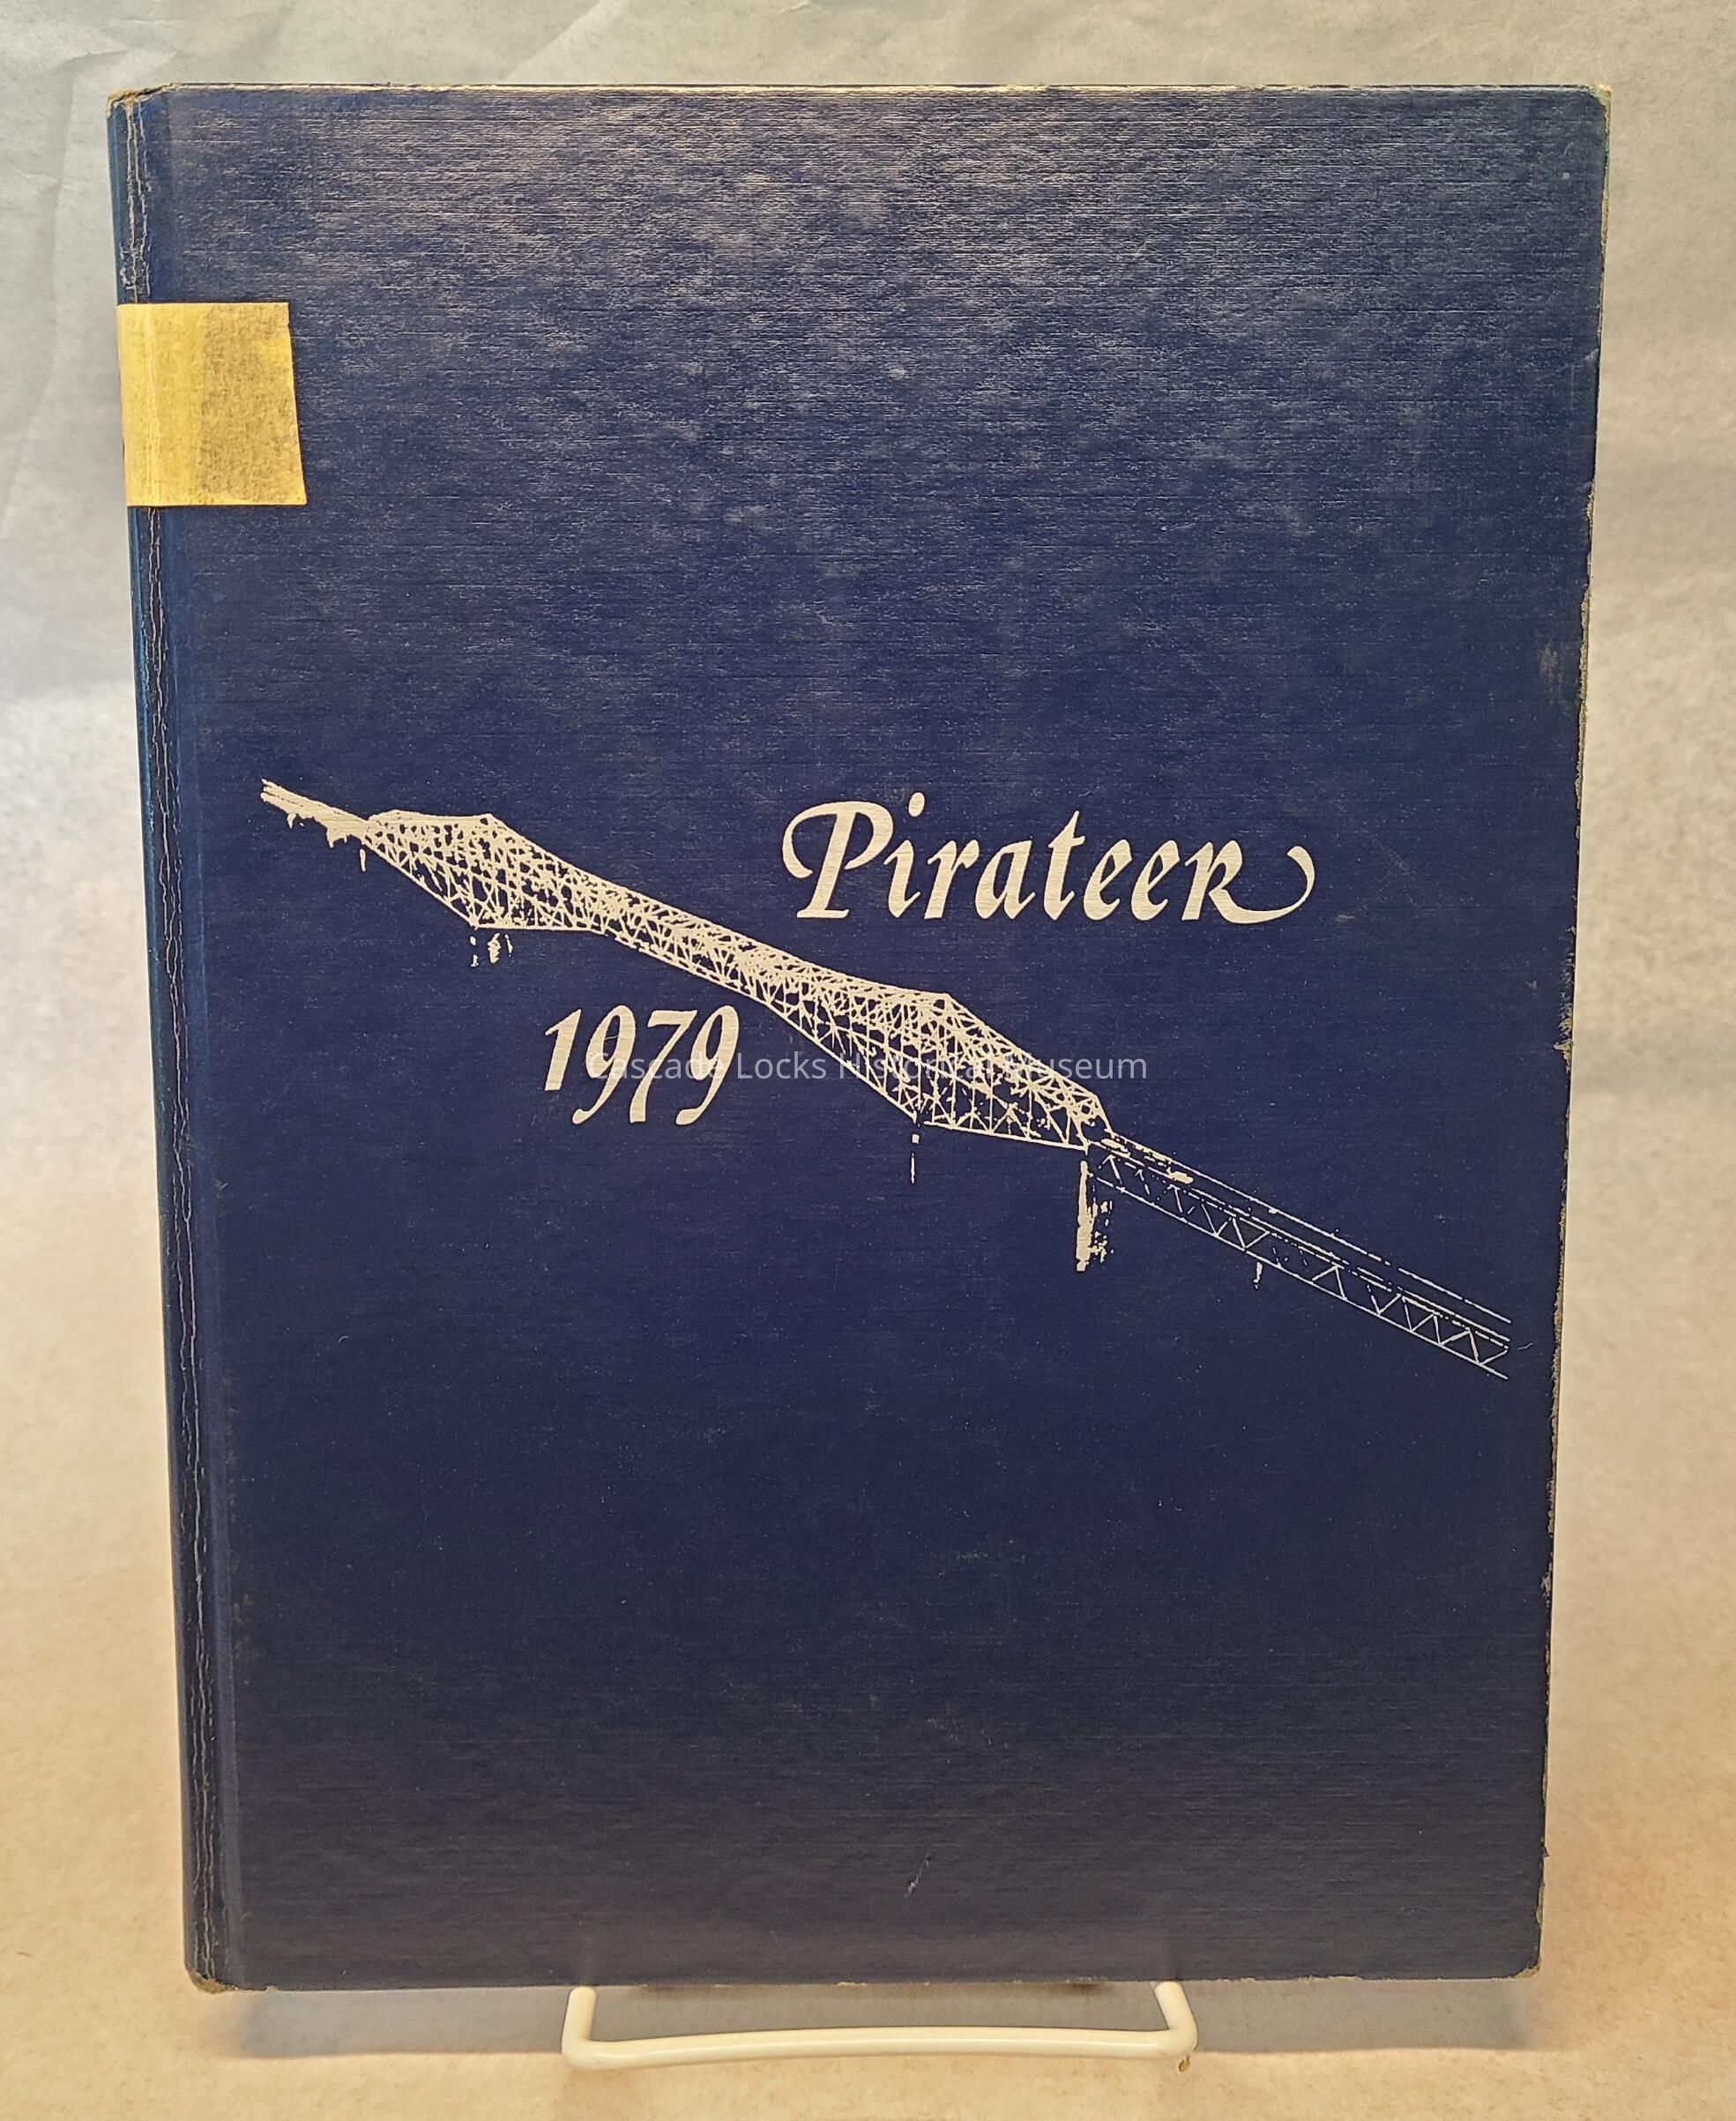 Pirateer
1979
Cascade Locks Historical Museum